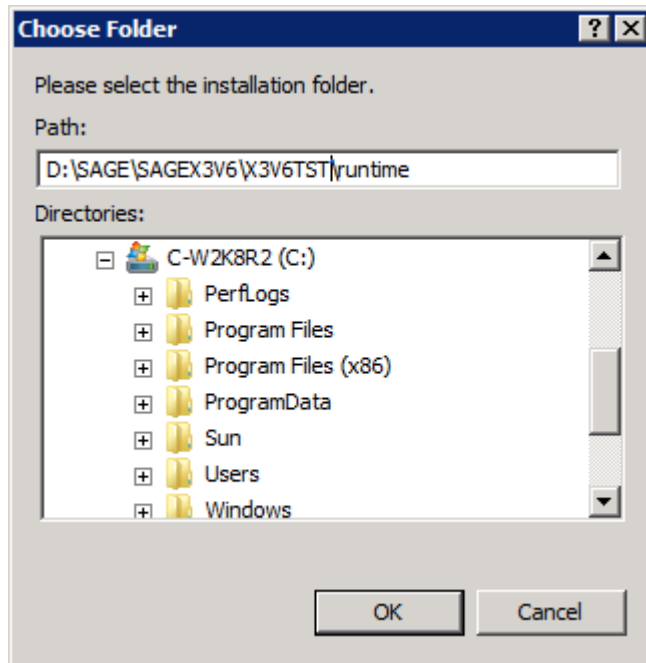 Choose Folder
Please select the installation folder.
Path:
D:\SAGE\SAGEX3V6\X3V6TST\runtime
Directories:
C-W2K8R2 (C:)
PerfLogs
Program Files
Program Files (x86)
ProgramData
Sun
Users
Windows
OK Cancel